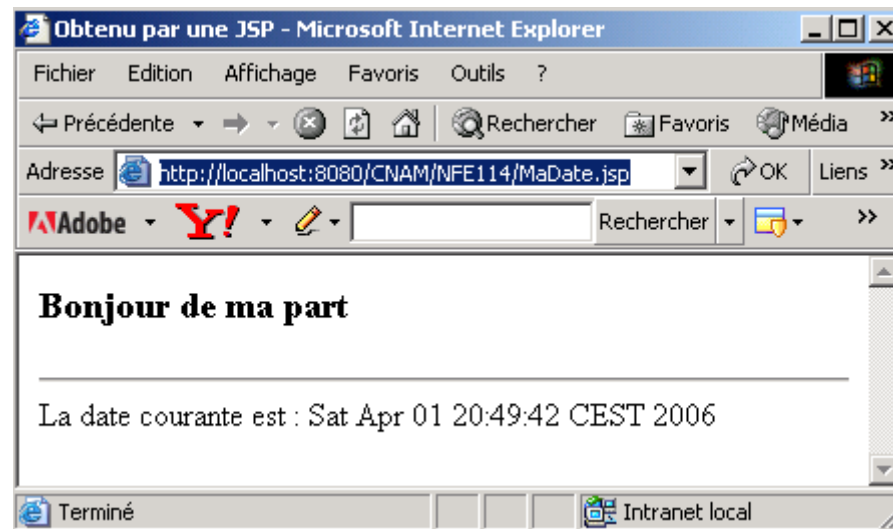 Obtenu par une JSP - Microsoft Internet Explorer
Fichier Edition Affichage Favoris Outils ?
Précédente Rechercher Favoris Média »
Adresse http://localhost:8080/CNAM/NFE114/MaDate.jsp OK Liens »
Adobe Y! Rechercher »
Bonjour de ma part
La date courante est : Sat Apr 01 20:49:42 CEST 2006
Terminé Intranet local